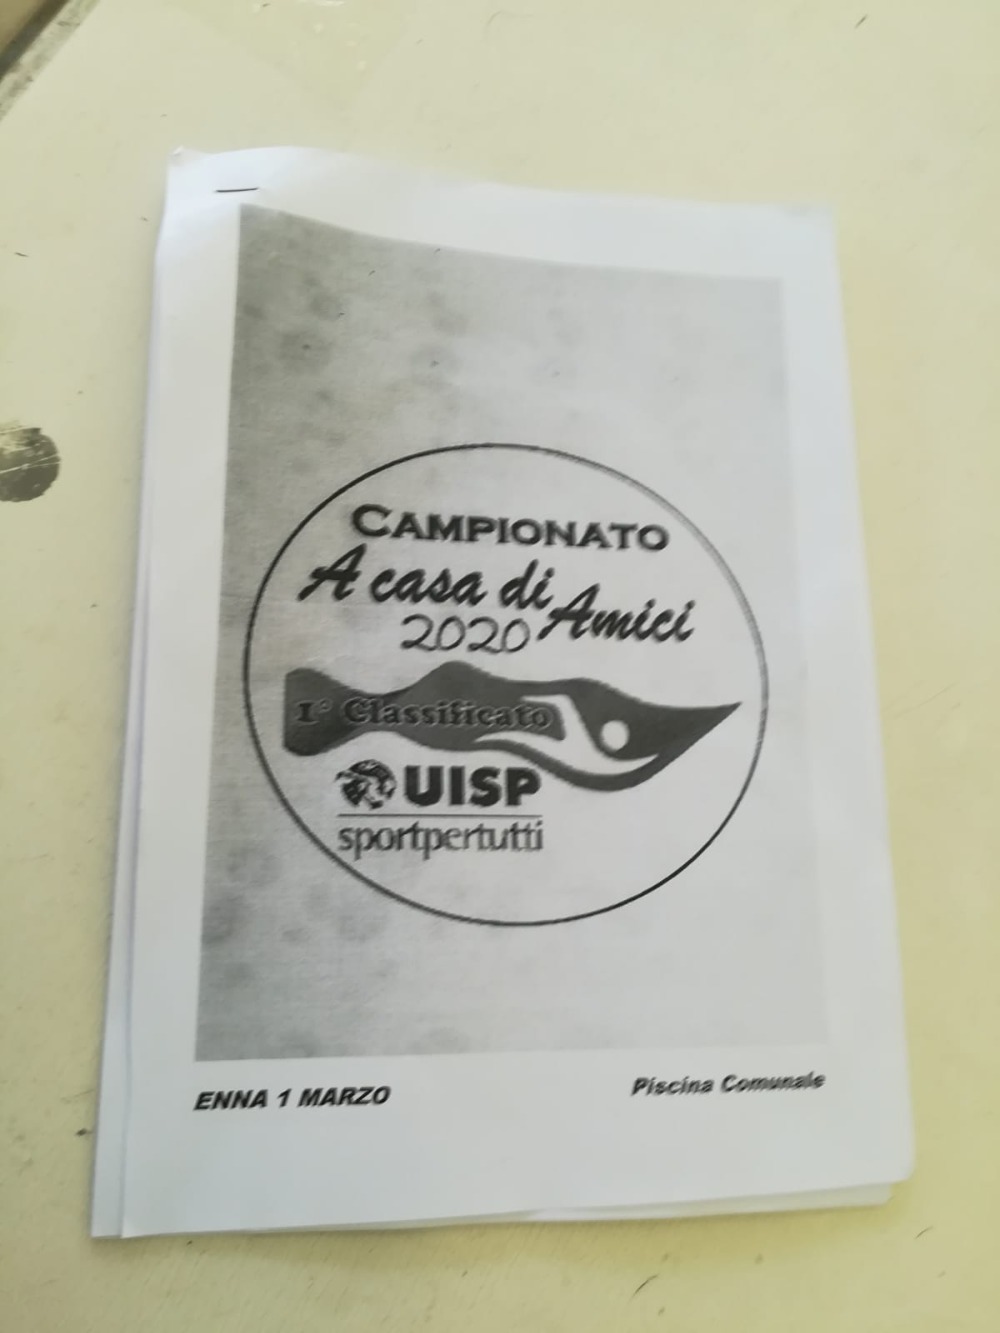 CAMPIONATO
A casa di Amici
2020
1° Classificato
UISP
sportpertutti
ENNA 1 MARZO
Piscina Comunale